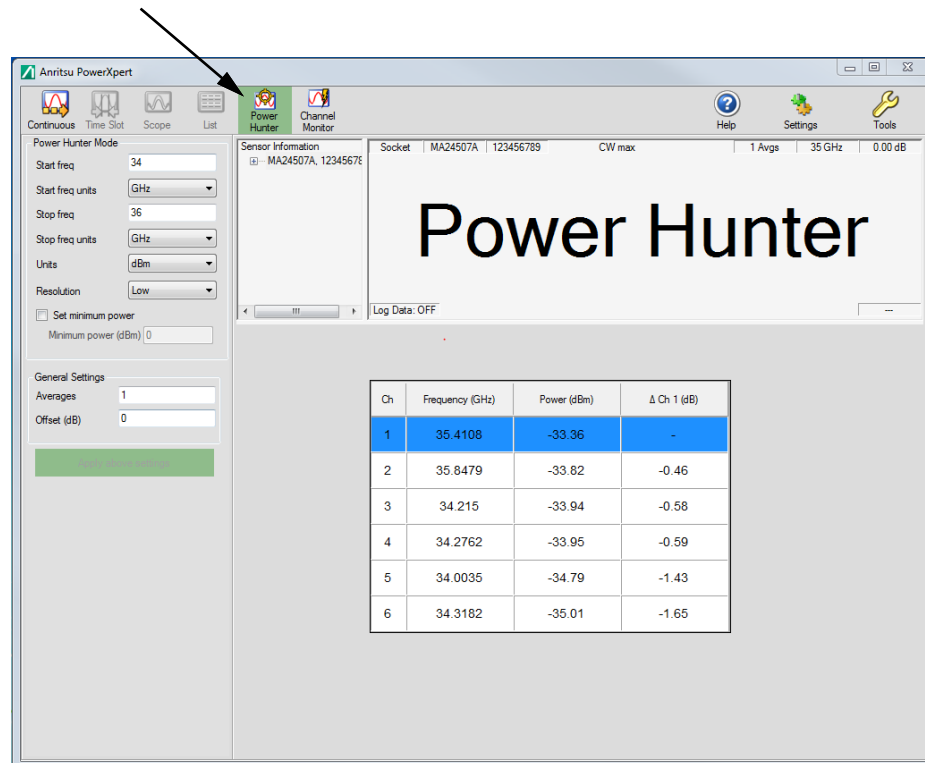 Anritsu PowerXpert
Continuous Time Slot Scope List Power Hunter Channel Monitor Help Settings Tools
Power Hunter Mode
Start freq 34
Start freq units GHz
Stop freq 36
Stop freq units GHz
Units dBm
Resolution Low
Set minimum power
Minimum power (dBm) 0
General Settings
Averages 1
Offset (dB) 0
Apply above settings
Sensor Information
MA24507A, 12345678
Socket MA24507A 123456789 CW max 1 Avgs 35 GHz 0.00 dB
Power Hunter
Log Data: OFF ---
Ch Frequency (GHz) Power (dBm) Δ Ch 1 (dB)
1 35.4108 -33.36 -
2 35.8479 -33.82 -0.46
3 34.215 -33.94 -0.58
4 34.2762 -33.95 -0.59
5 34.0035 -34.79 -1.43
6 34.3182 -35.01 -1.65